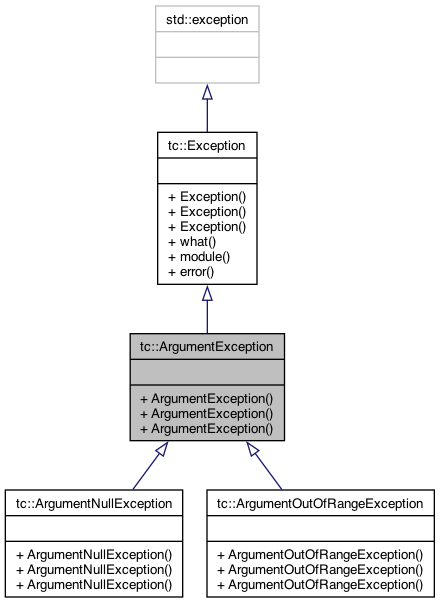 std::exception
tc::Exception
+ Exception()
+ Exception()
+ Exception()
+ what()
+ module()
+ error()
tc::ArgumentException
+ ArgumentException()
+ ArgumentException()
+ ArgumentException()
tc::ArgumentNullException
+ ArgumentNullException()
+ ArgumentNullException()
+ ArgumentNullException()
tc::ArgumentOutOfRangeException
+ ArgumentOutOfRangeException()
+ ArgumentOutOfRangeException()
+ ArgumentOutOfRangeException()